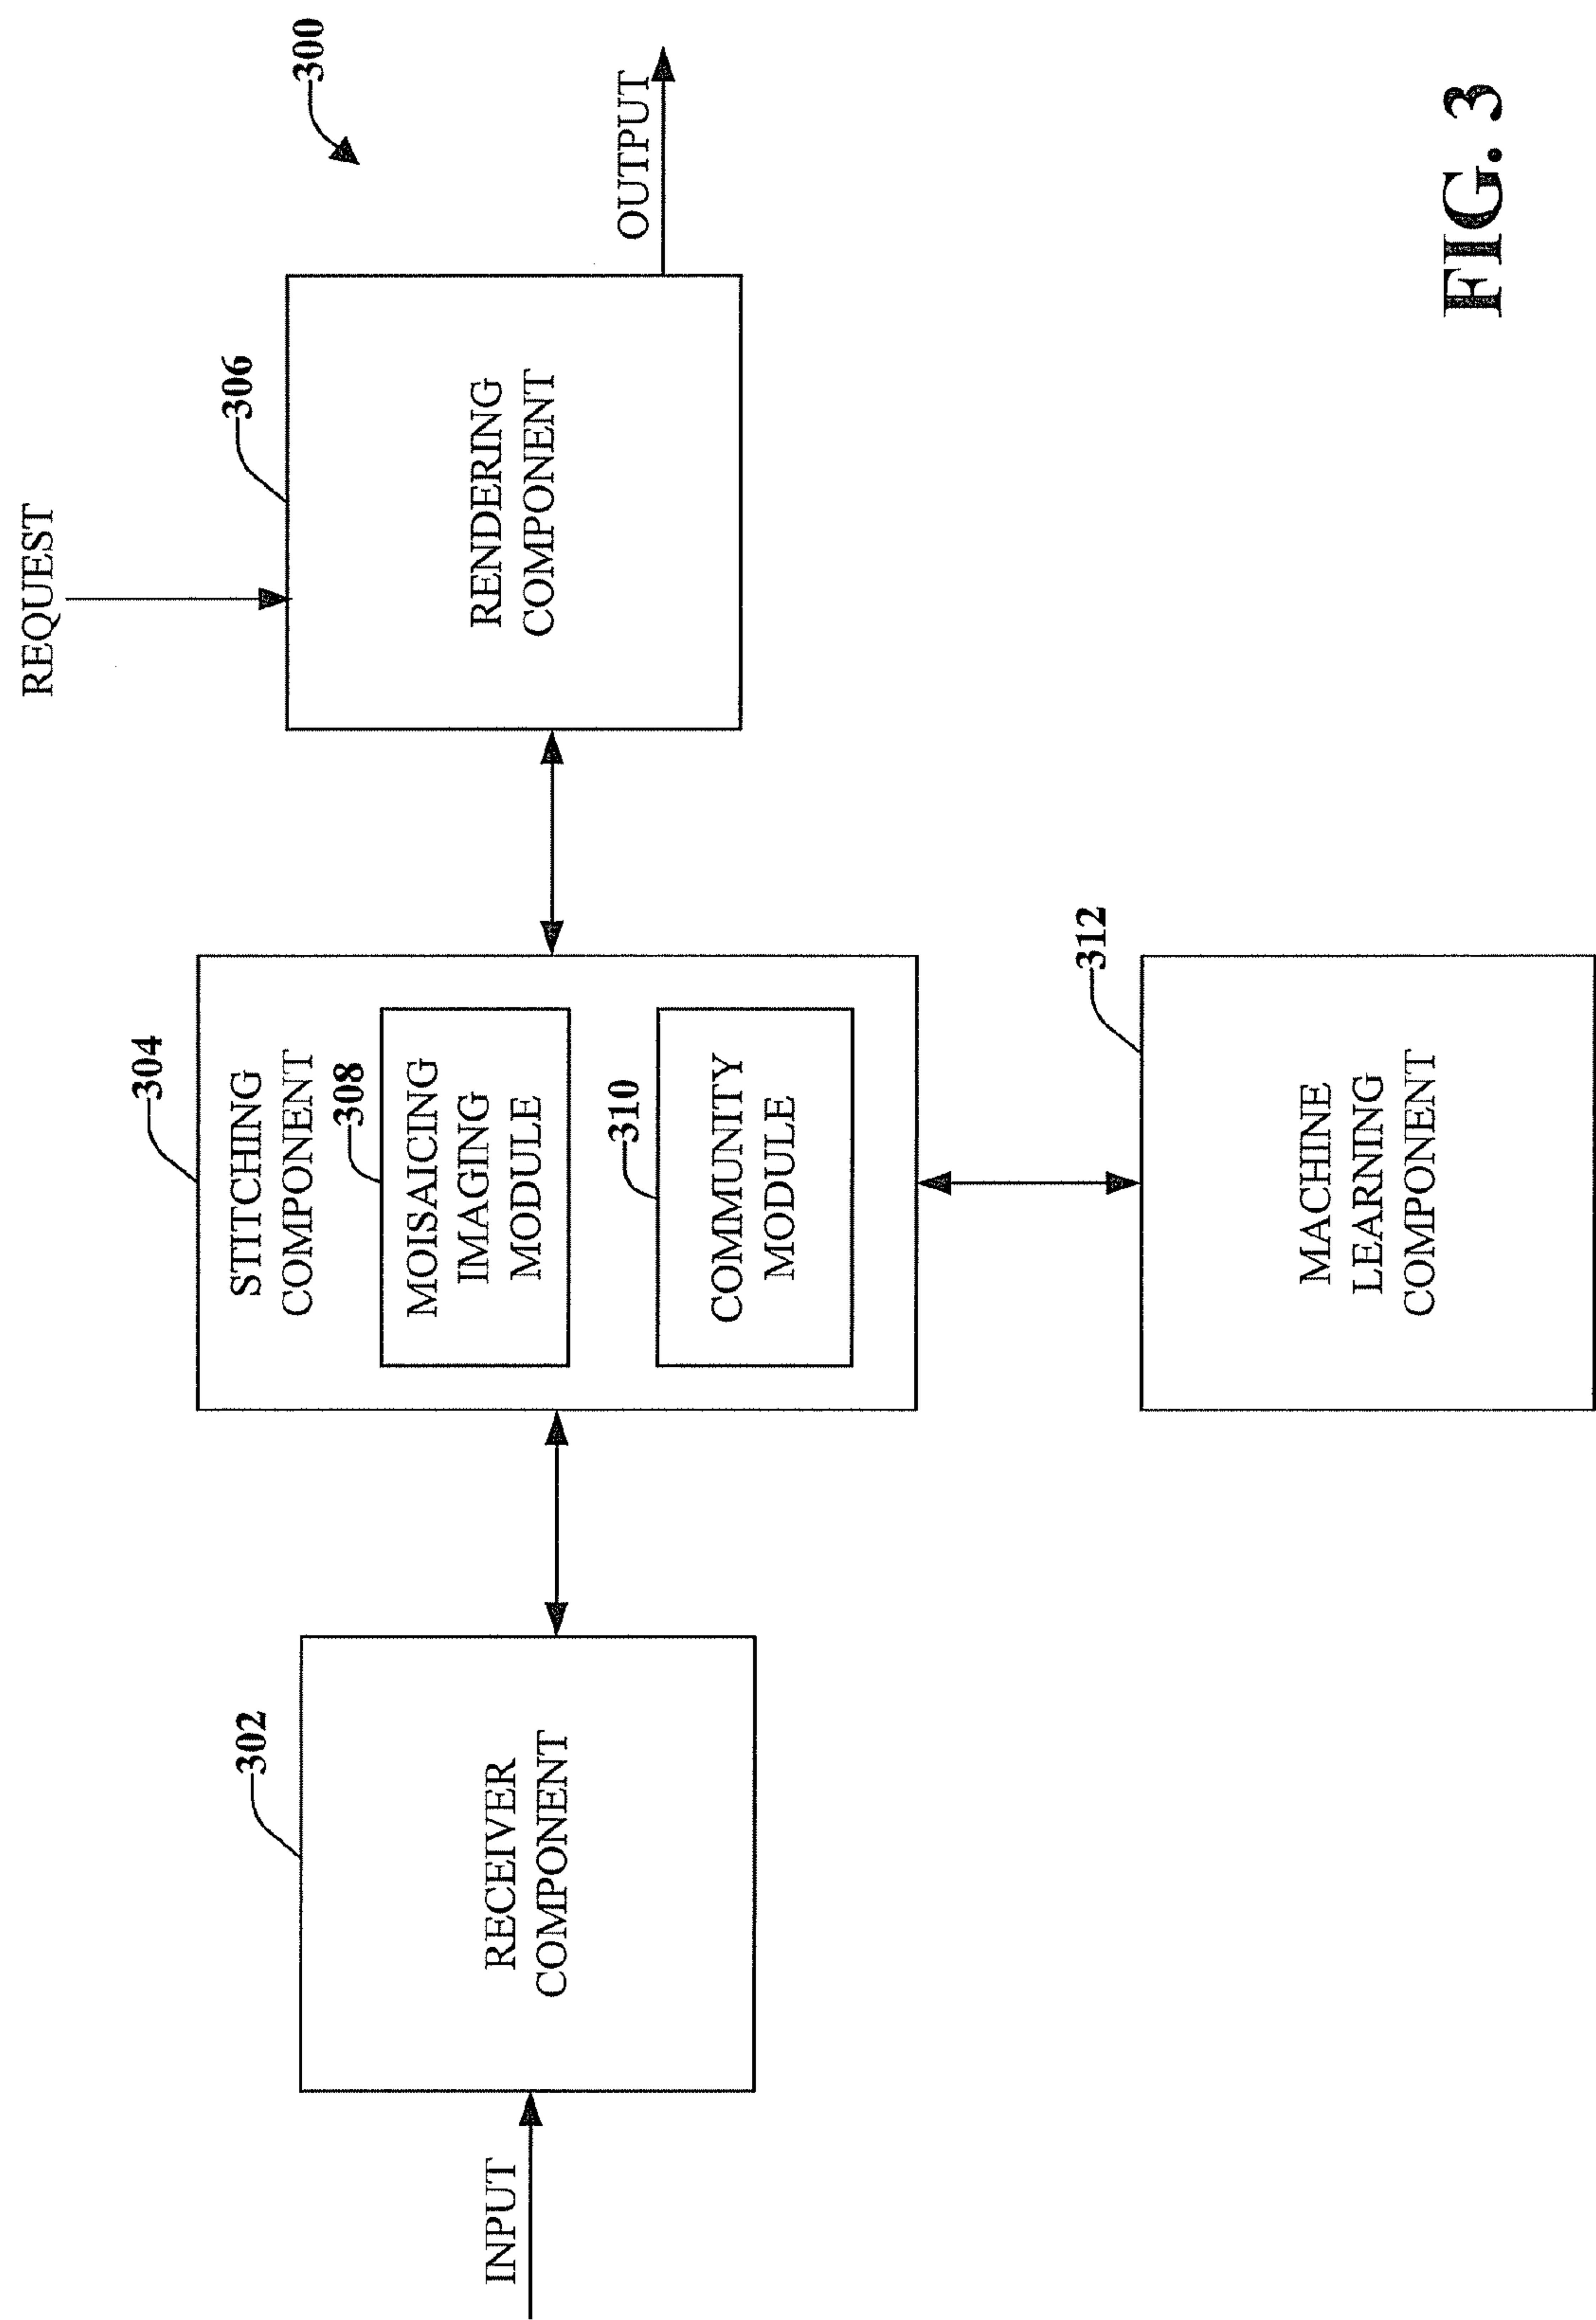 300
REQUEST
306
RENDERING
COMPONENT
OUTPUT
304
STITCHING
COMPONENT
308
MOISAICING
IMAGING
MODULE
310
COMMUNITY
MODULE
312
MACHINE
LEARNING
COMPONENT
302
RECEIVER
COMPONENT
INPUT
FIG. 3